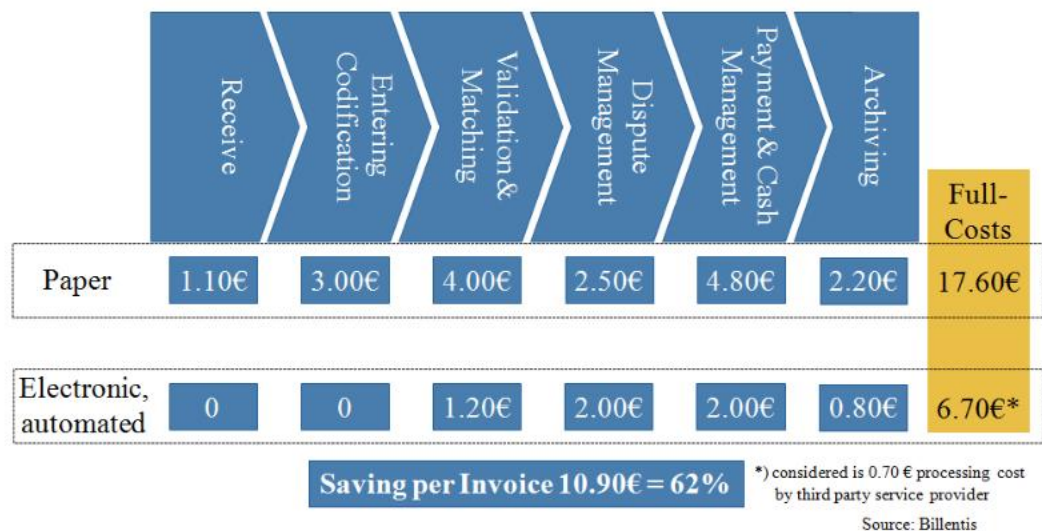 Receive
Entering
Codification
Validation &
Matching
Dispute
Management
Payment & Cash
Management
Archiving
Full-
Costs
Paper 1.10€ 3.00€ 4.00€ 2.50€ 4.80€ 2.20€ 17.60€
Electronic,
automated 0 0 1.20€ 2.00€ 2.00€ 0.80€ 6.70€*
Saving per Invoice 10.90€ = 62%
*) considered is 0.70 € processing cost
by third party service provider
Source: Billentis